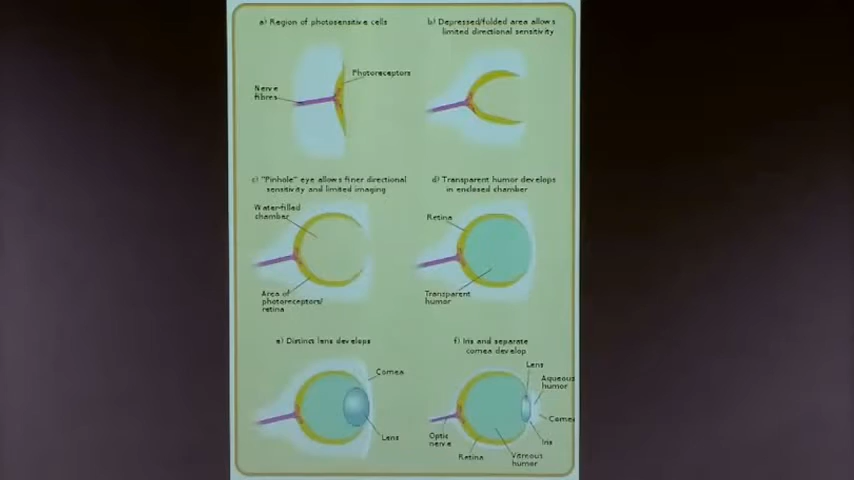 a) Region of photosensitive cells
Photoreceptors
Nerve
fibres
b) Depressed/folded area allows
limited directional sensitivity
c) "Pinhole" eye allows finer directional
sensitivity and limited imaging
Water-filled
chamber
Area of
photoreceptors/
retina
d) Transparent humor develops
in enclosed chamber
Retina
Transparent
humor
e) Distinct lens develops
Cornea
Lens
f) Iris and separate
cornea develop
Lens
Aqueous
humor
Cornea
Iris
Optic
nerve
Retina
Vitreous
humor